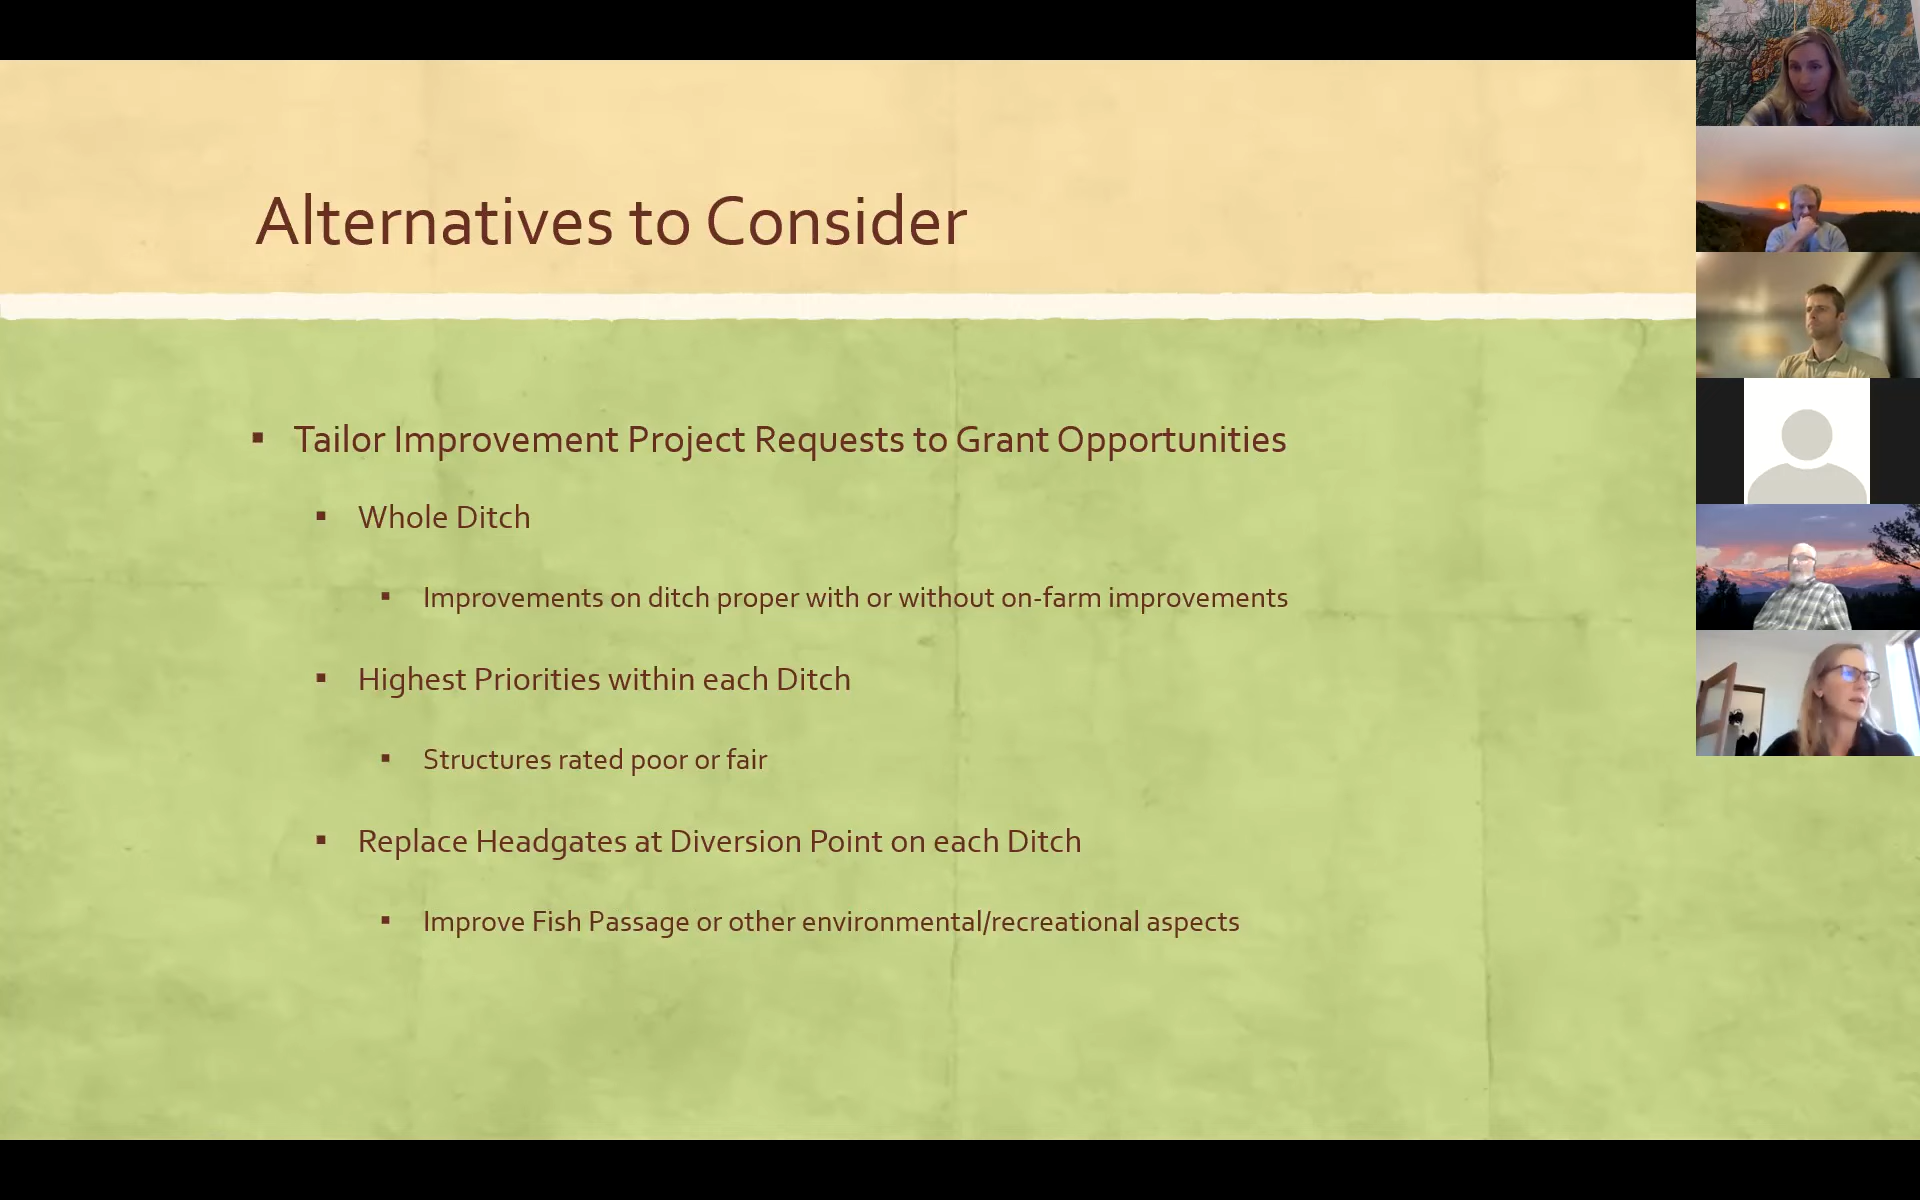 Alternatives to Consider
▪ Tailor Improvement Project Requests to Grant Opportunities
▪ Whole Ditch
▪ Improvements on ditch proper with or without on-farm improvements
▪ Highest Priorities within each Ditch
▪ Structures rated poor or fair
▪ Replace Headgates at Diversion Point on each Ditch
▪ Improve Fish Passage or other environmental/recreational aspects